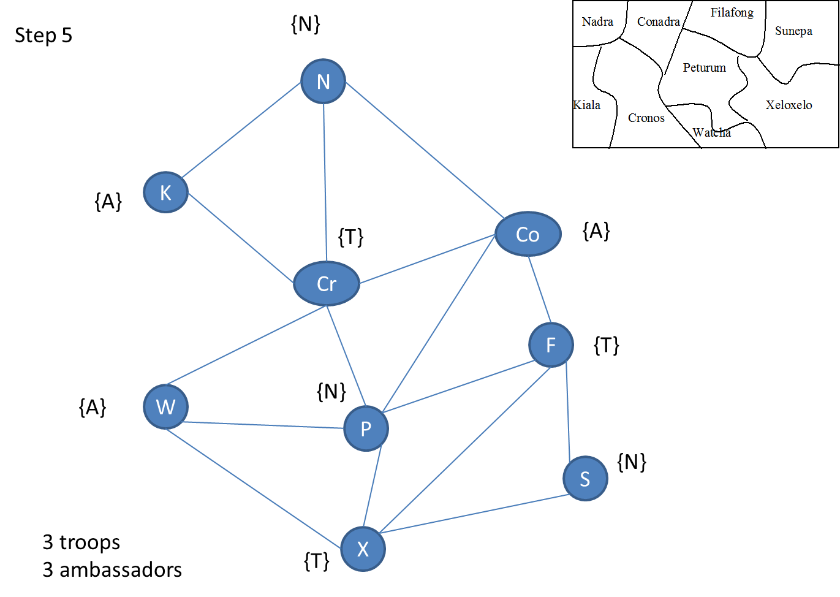 Step 5
{N}
N
K
{A}
{T}
Cr
Co
{A}
F
{T}
{A}
W
{N}
P
S
{N}
X
{T}
3 troops
3 ambassadors
Nadra
Conadra
Filafong
Sunepa
Peturum
Kiala
Cronos
Xeloxelo
Watcha